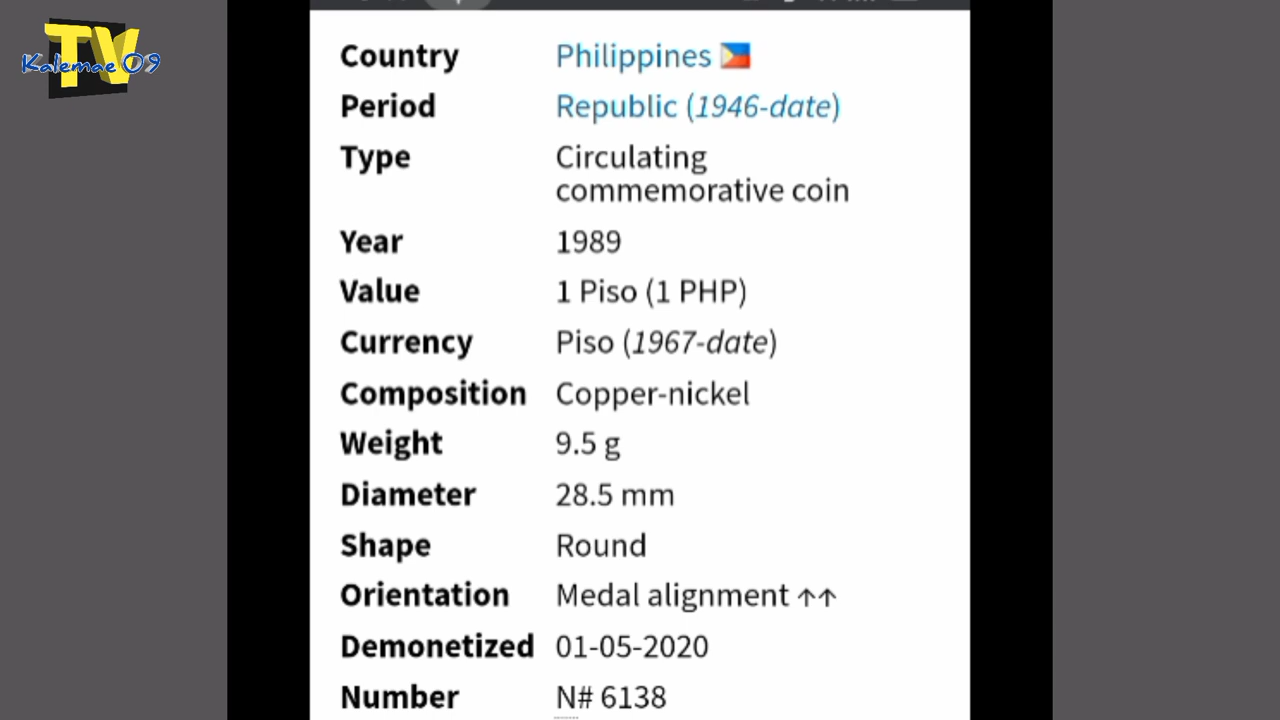 TV
Kalemae 09
Country Philippines
Period Republic (1946-date)
Type Circulating
commemorative coin
Year 1989
Value 1 Piso (1 PHP)
Currency Piso (1967-date)
Composition Copper-nickel
Weight 9.5 g
Diameter 28.5 mm
Shape Round
Orientation Medal alignment ↑↑
Demonetized 01-05-2020
Number N# 6138